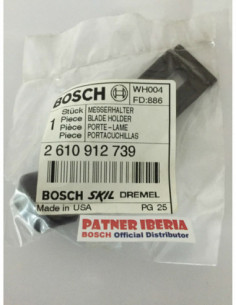 BOSCH
WH004
FD:886
Stück MESSERHALTER
1 Piece BLADE HOLDER
Pièce PORTE-LAME
Pieza PORTACUCHILLAS
2 610 912 739
BOSCH SKIL DREMEL
Made in USA PG 25
PATNER IBERIA
BOSCH Official Distributor